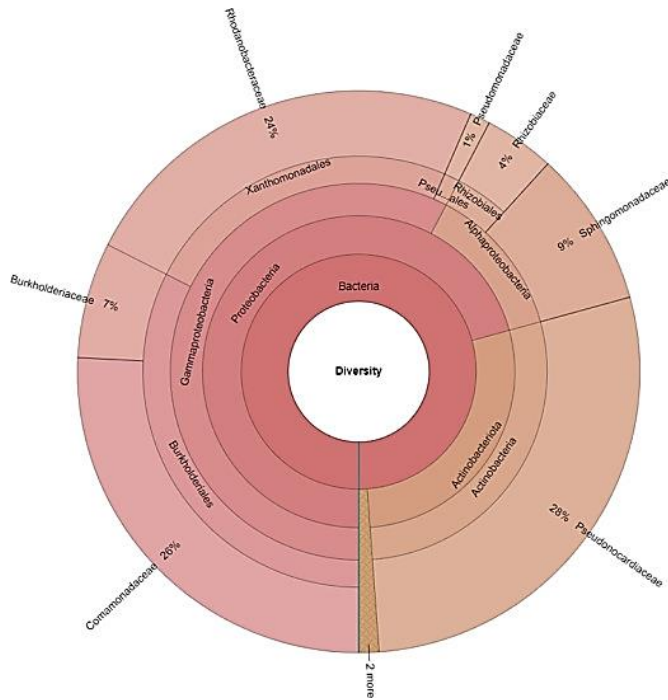 Diversity
Bacteria
Proteobacteria
Gammaproteobacteria
Xanthomonadales
Rhodanobacteraceae 24%
Burkholderiaceae 7%
Burkholderiales
Comamonadaceae 26%
Pseu...ales
1% Pseudomonadaceae
Alphaproteobacteria
Rhizobiales
4% Rhizobiaceae
9% Sphingomonadaceae
Actinobacteriota
Actinobacteria
28% Pseudonocardiaceae
2 more